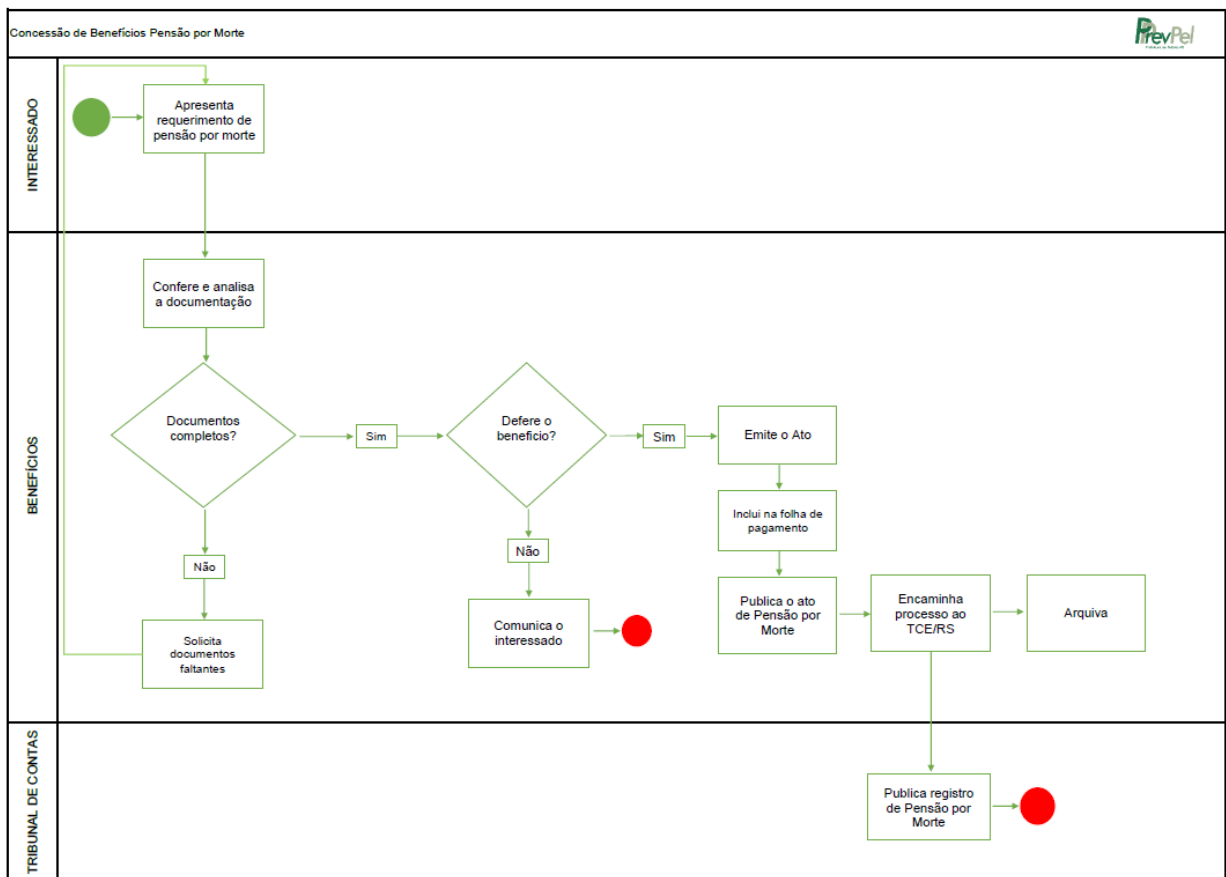 Concessão de Benefícios Pensão por Morte
PrevPel
INTERESSADO
Apresenta
requerimento de
pensão por morte
BENEFÍCIOS
Confere e analisa
a documentação
Documentos
completos?
Sim
Defere o
beneficio?
Sim
Emite o Ato
Inclui na folha de
pagamento
Não
Não
Publica o ato
de Pensão por
Morte
Encaminha
processo ao
TCE/RS
Arquiva
Solicita
documentos
faltantes
Comunica o
interessado
TRIBUNAL DE CONTAS
Publica registro
de Pensão por
Morte